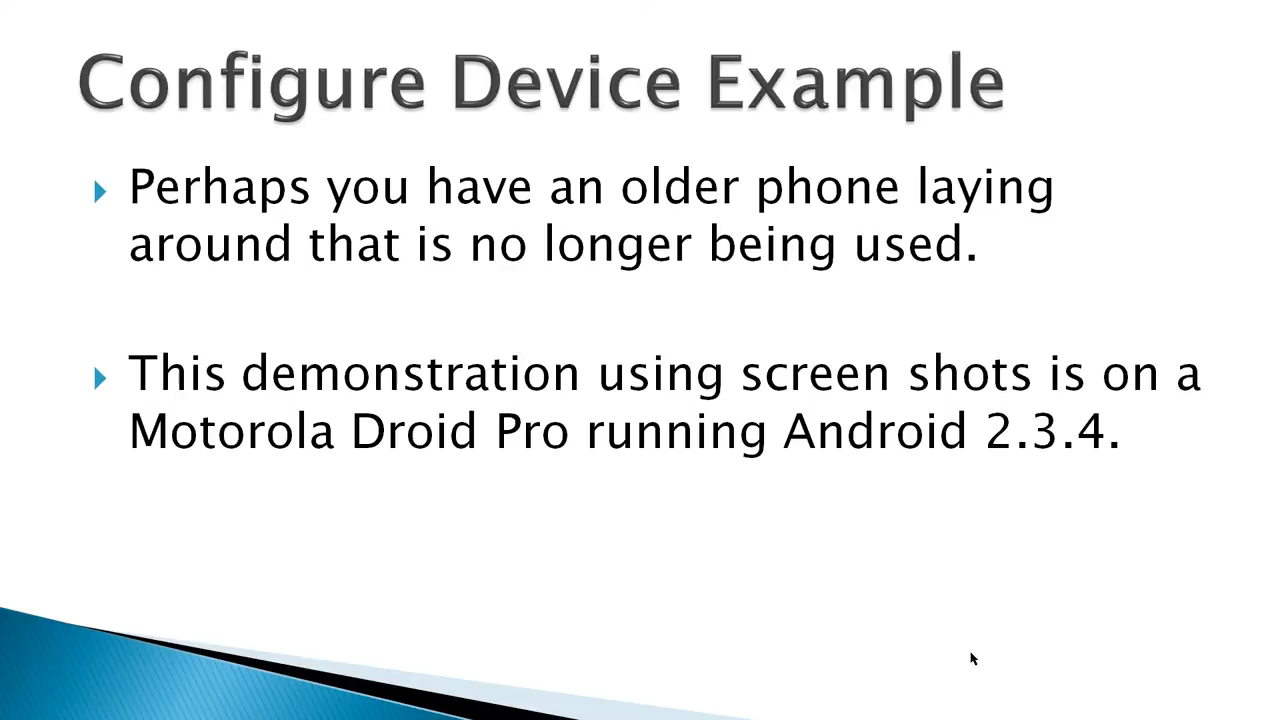 Configure Device Example
Perhaps you have an older phone laying
around that is no longer being used.
This demonstration using screen shots is on a
Motorola Droid Pro running Android 2.3.4.